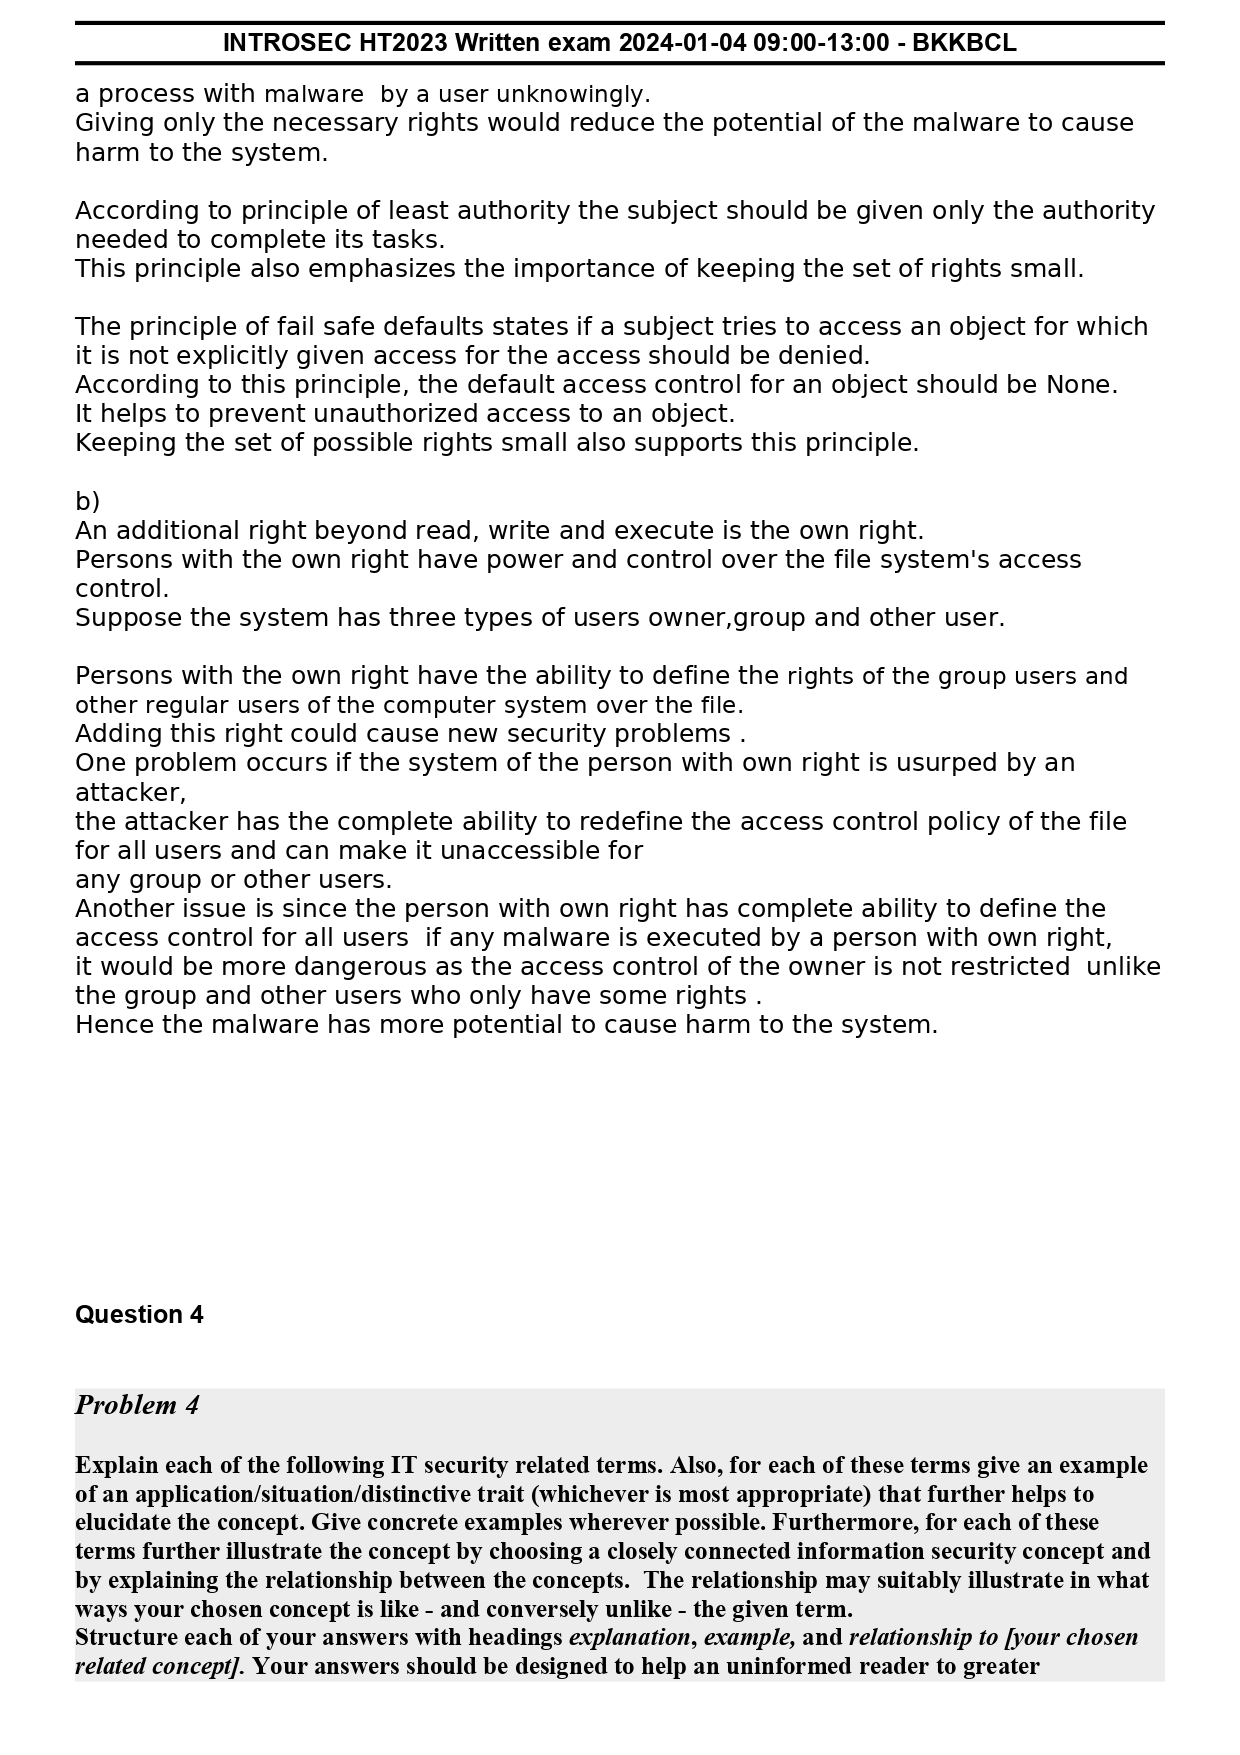 INTROSEC HT2023 Written exam 2024-01-04 09:00-13:00 - BKKBCL
a process with malware  by a user unknowingly.
Giving only the necessary rights would reduce the potential of the malware to cause
harm to the system.
According to principle of least authority the subject should be given only the authority
needed to complete its tasks.
This principle also emphasizes the importance of keeping the set of rights small.
The principle of fail safe defaults states if a subject tries to access an object for which
it is not explicitly given access for the access should be denied.
According to this principle, the default access control for an object should be None.
It helps to prevent unauthorized access to an object.
Keeping the set of possible rights small also supports this principle.
b)
An additional right beyond read, write and execute is the own right.
Persons with the own right have power and control over the file system's access
control.
Suppose the system has three types of users owner,group and other user.
Persons with the own right have the ability to define the rights of the group users and
other regular users of the computer system over the file.
Adding this right could cause new security problems .
One problem occurs if the system of the person with own right is usurped by an
attacker,
the attacker has the complete ability to redefine the access control policy of the file
for all users and can make it unaccessible for
any group or other users.
Another issue is since the person with own right has complete ability to define the
access control for all users  if any malware is executed by a person with own right,
it would be more dangerous as the access control of the owner is not restricted  unlike
the group and other users who only have some rights .
Hence the malware has more potential to cause harm to the system.
Question 4
Problem 4
Explain each of the following IT security related terms. Also, for each of these terms give an example
of an application/situation/distinctive trait (whichever is most appropriate) that further helps to
elucidate the concept. Give concrete examples wherever possible. Furthermore, for each of these
terms further illustrate the concept by choosing a closely connected information security concept and
by explaining the relationship between the concepts.  The relationship may suitably illustrate in what
ways your chosen concept is like - and conversely unlike - the given term.
Structure each of your answers with headings explanation, example, and relationship to [your chosen
related concept]. Your answers should be designed to help an uninformed reader to greater